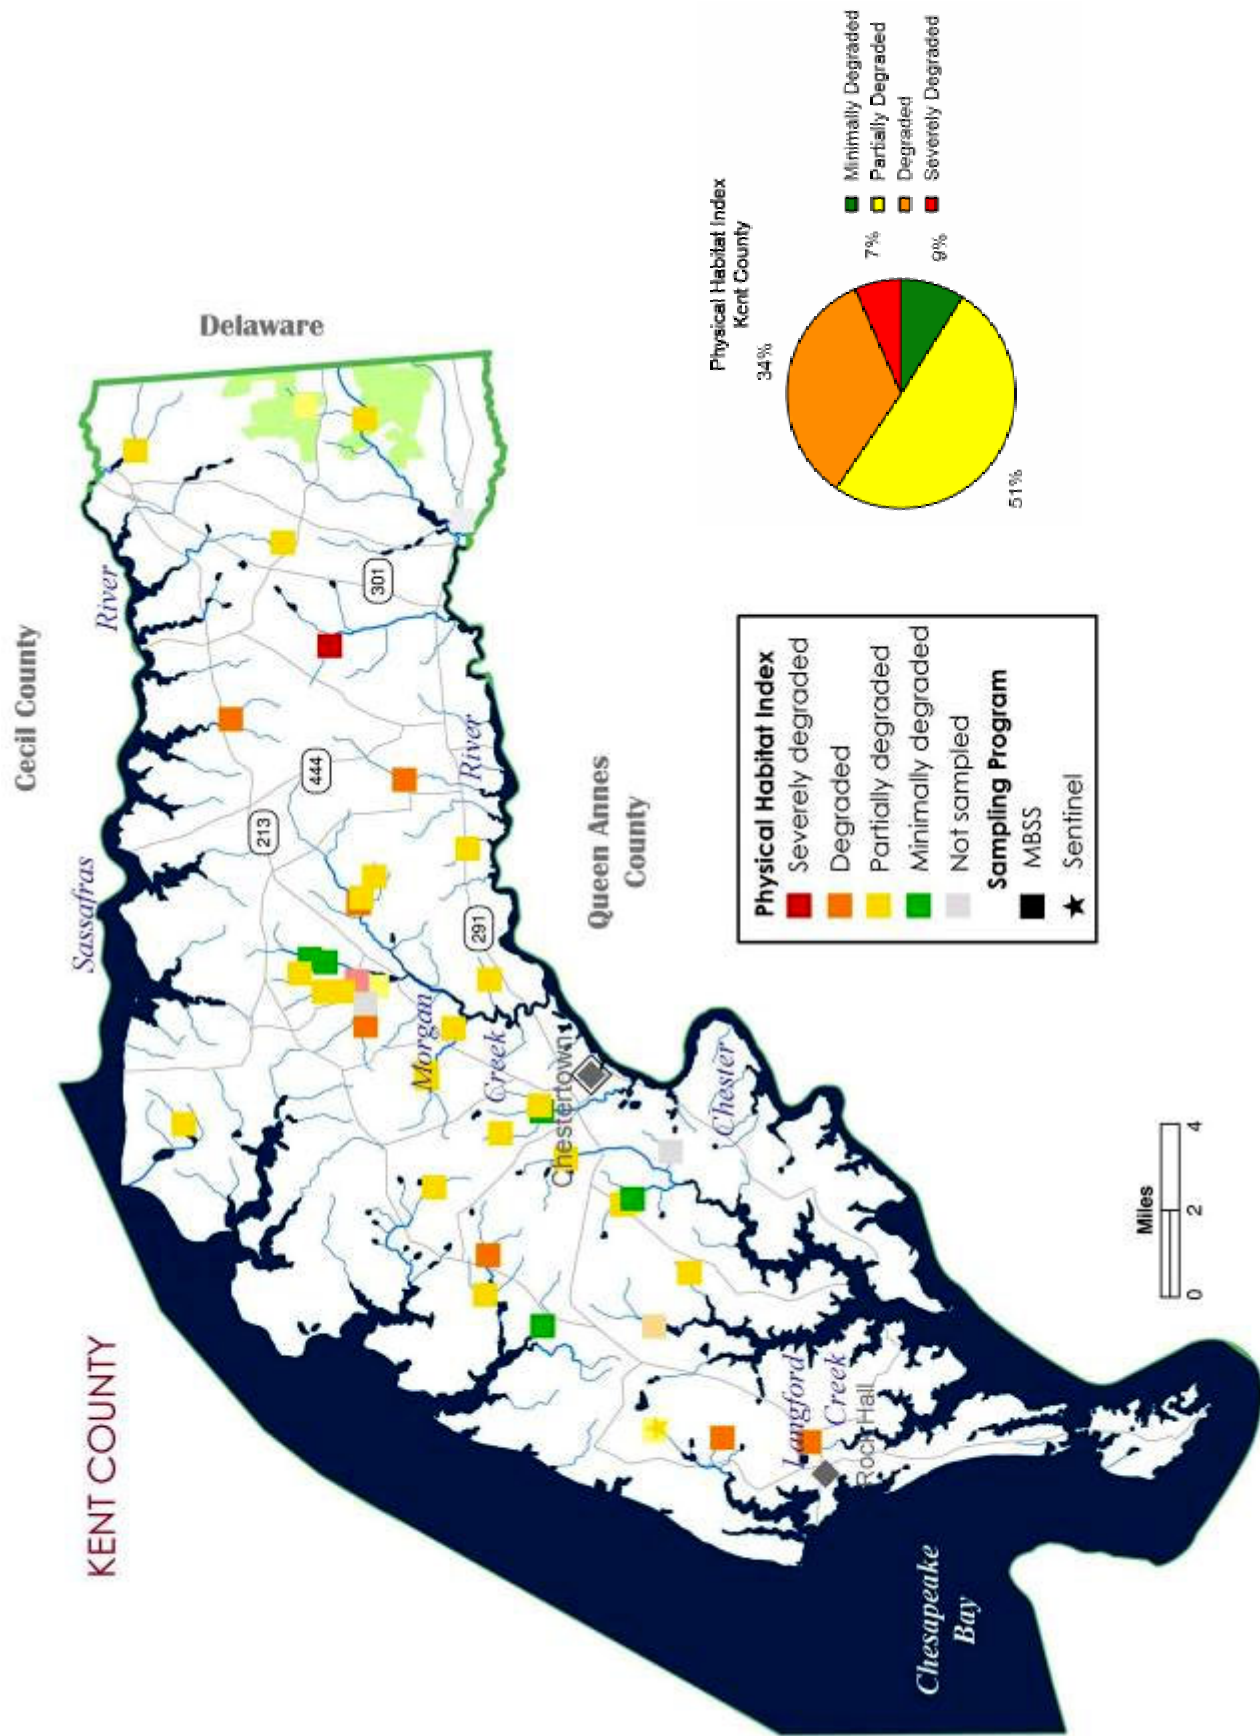 KENT COUNTY
Cecil County
Delaware
Sassafras
River
301
213
444
River
291
Queen Annes
County
Morgan
Creek
Chestertown
Chester
Langford
Creek
Rock Hall
Chesapeake
Bay
Miles
0 2 4
Physical Habitat Index
Severely degraded
Degraded
Partially degraded
Minimally degraded
Not sampled
Sampling Program
MBSS
Sentinel
Physical Habitat Index
Kent County
34%
7%
9%
51%
Minimally Degraded
Partially Degraded
Degraded
Severely Degraded